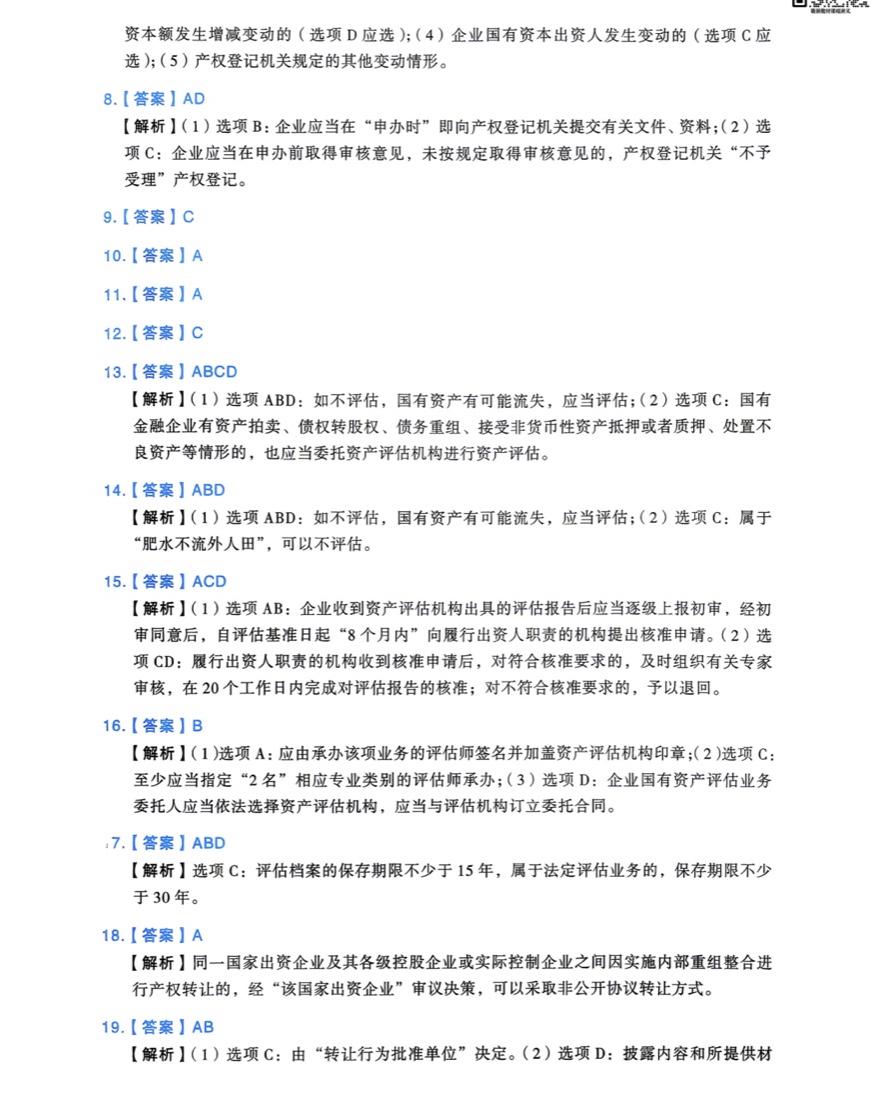 资本额发生增减变动的（选项 D 应选）；（4）企业国有资本出资人发生变动的（选项 C 应
选）；（5）产权登记机关规定的其他变动情形。
8.【答案】AD
【解析】（1）选项 B：企业应当在“申办时”即向产权登记机关提交有关文件、资料；（2）选
项 C：企业应当在申办前取得审核意见，未按规定取得审核意见的，产权登记机关“不予
受理”产权登记。
9.【答案】C
10.【答案】A
11.【答案】A
12.【答案】C
13.【答案】ABCD
【解析】（1）选项 ABD：如不评估，国有资产有可能流失，应当评估；（2）选项 C：国有
金融企业有资产拍卖、债权转股权、债务重组、接受非货币性资产抵押或者质押、处置不
良资产等情形的，也应当委托资产评估机构进行资产评估。
14.【答案】ABD
【解析】（1）选项 ABD：如不评估，国有资产有可能流失，应当评估；（2）选项 C：属于
“肥水不流外人田”，可以不评估。
15.【答案】ACD
【解析】（1）选项 AB：企业收到资产评估机构出具的评估报告后应当逐级上报初审，经初
审同意后，自评估基准日起“8 个月内”向履行出资人职责的机构提出核准申请。（2）选
项 CD：履行出资人职责的机构收到核准申请后，对符合核准要求的，及时组织有关专家
审核，在 20 个工作日内完成对评估报告的核准；对不符合核准要求的，予以退回。
16.【答案】B
【解析】（1）选项 A：应由承办该项业务的评估师签名并加盖资产评估机构印章；（2）选项 C：
至少应当指定“2 名”相应专业类别的评估师承办；（3）选项 D：企业国有资产评估业务
委托人应当依法选择资产评估机构，应当与评估机构订立委托合同。
7.【答案】ABD
【解析】选项 C：评估档案的保存期限不少于 15 年，属于法定评估业务的，保存期限不少
于 30 年。
18.【答案】A
【解析】同一国家出资企业及其各级控股企业或实际控制企业之间因实施内部重组整合进
行产权转让的，经“该国家出资企业”审议决策，可以采取非公开协议转让方式。
19.【答案】AB
【解析】（1）选项 C：由“转让行为批准单位”决定。（2）选项 D：披露内容和所提供材